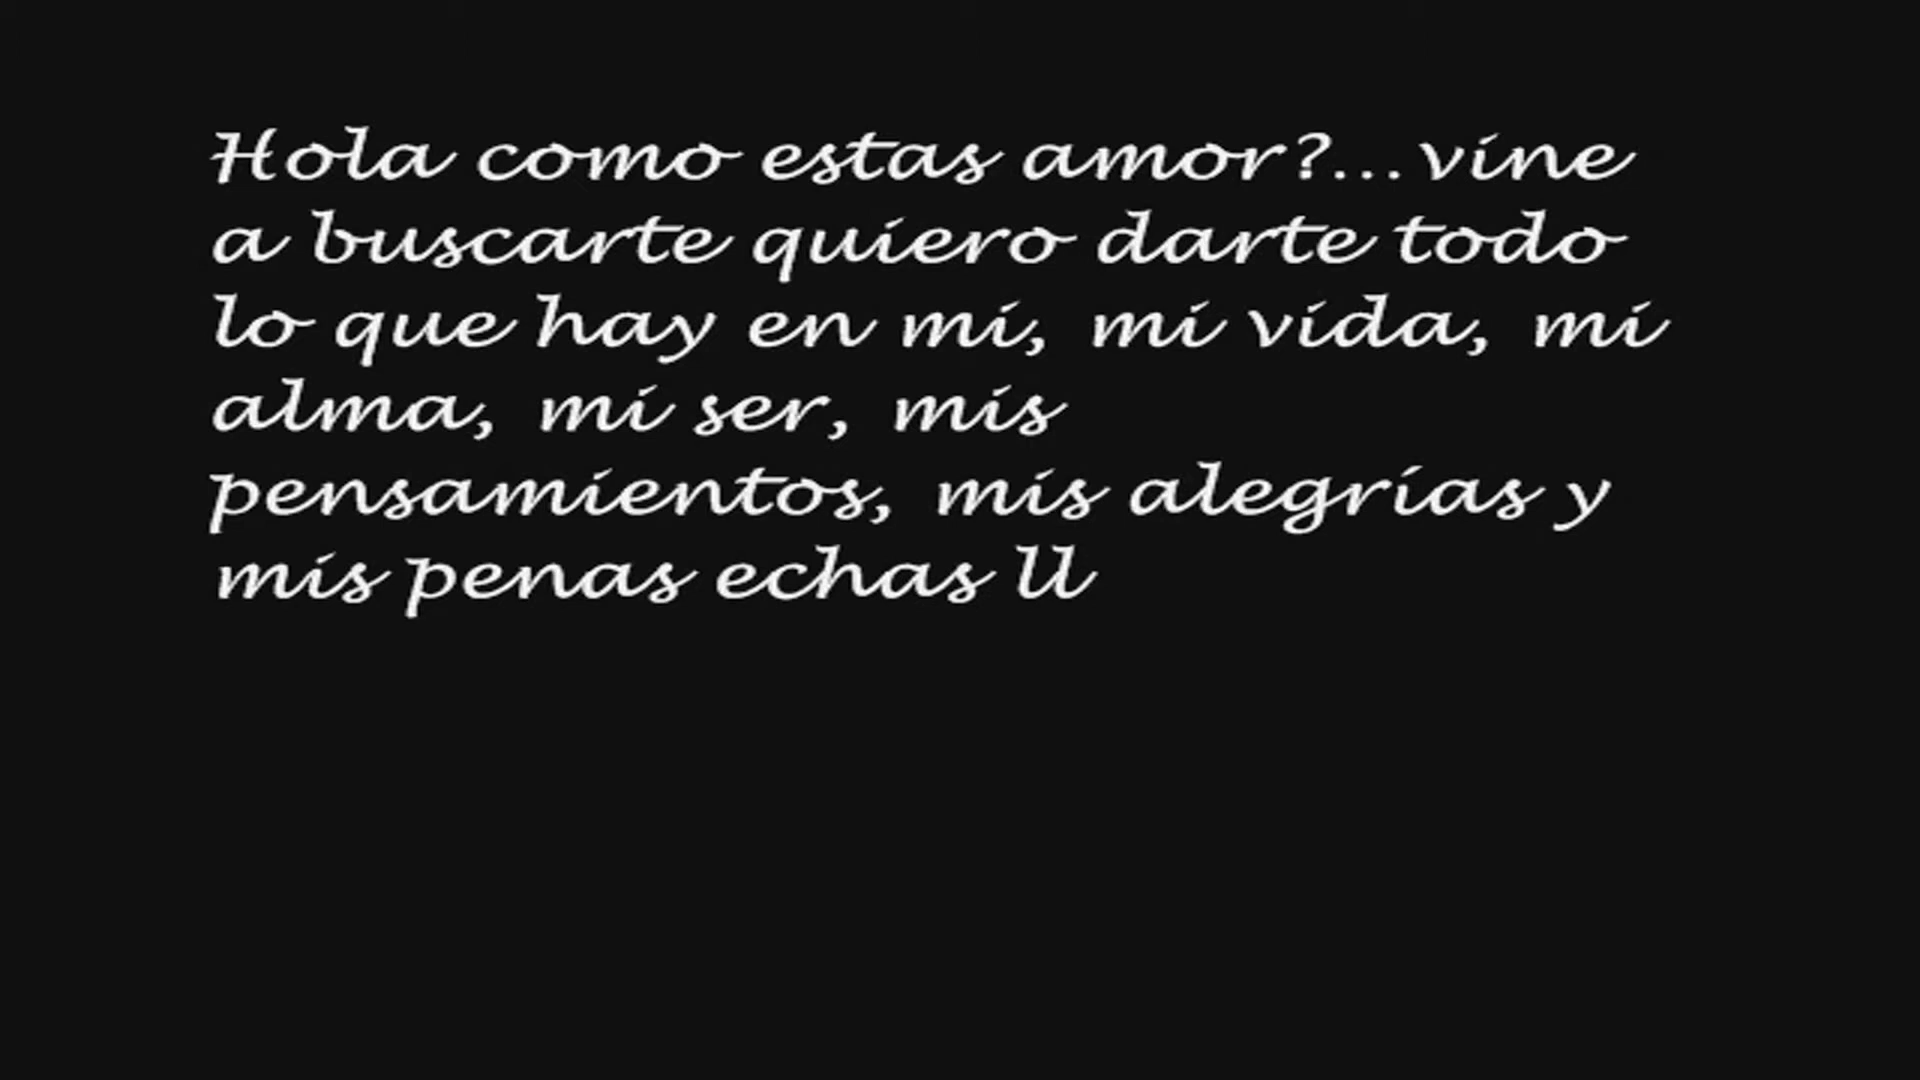 Hola como estas amor?...vine
a buscarte quiero darte todo
lo que hay en mi, mi vida, mi
alma, mi ser, mis
pensamientos, mis alegrías y
mis penas echas ll